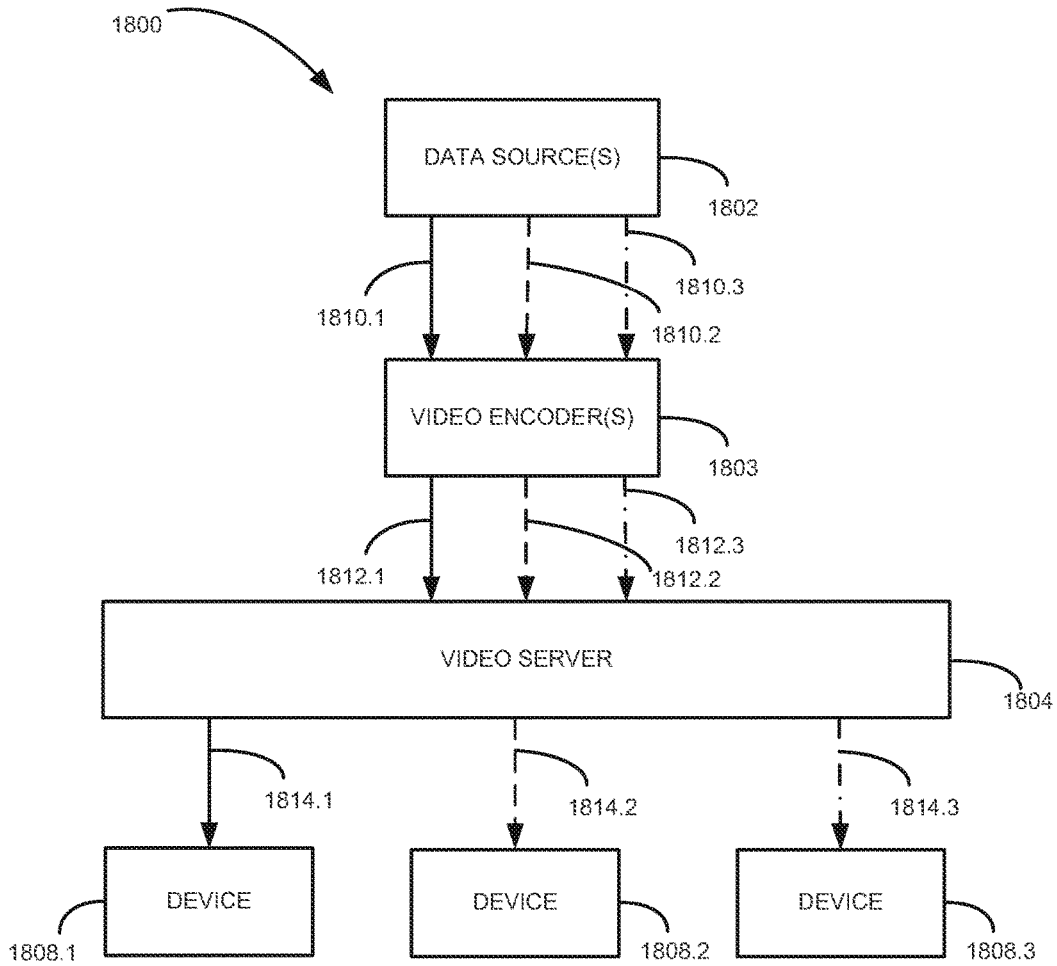 1800
DATA SOURCE(S)
1802
1810.1
1810.3
1810.2
VIDEO ENCODER(S)
1803
1812.1
1812.3
1812.2
VIDEO SERVER
1804
1814.1
1814.2
1814.3
DEVICE
DEVICE
DEVICE
1808.1
1808.2
1808.3